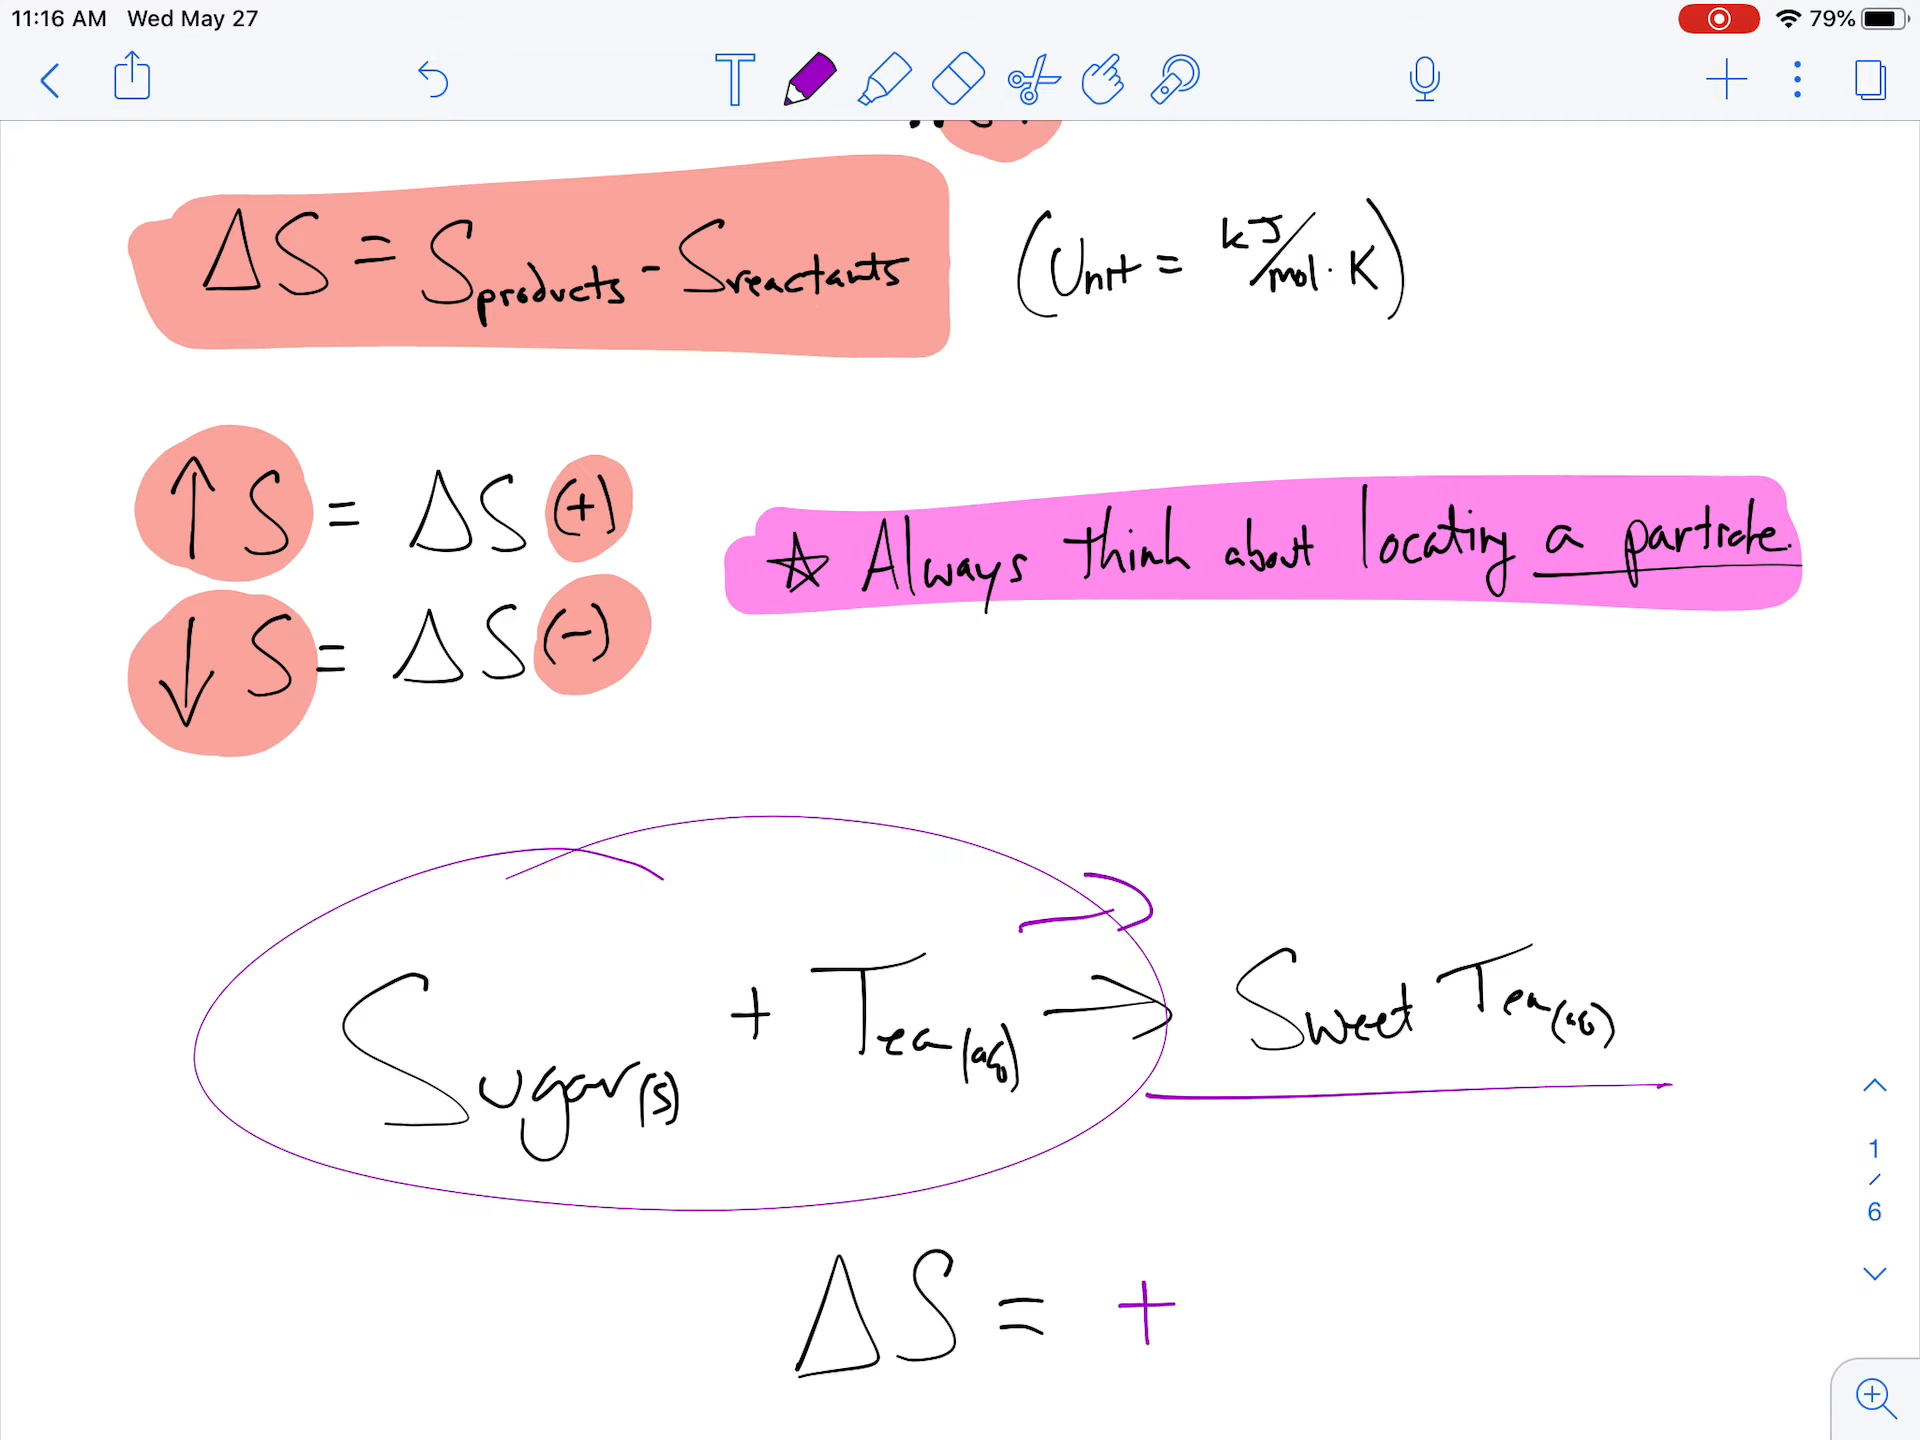 11:16 AM Wed May 27 79%
ΔS = Sproducts - Sreactants (Unit = kJ/mol·K)
↑ S = ΔS (+)
☆ Always think about locating a particle.
↓ S = ΔS (-)
Sugar(s) + Tea(aq) → Sweet Tea(aq)
1
/
6
ΔS = +